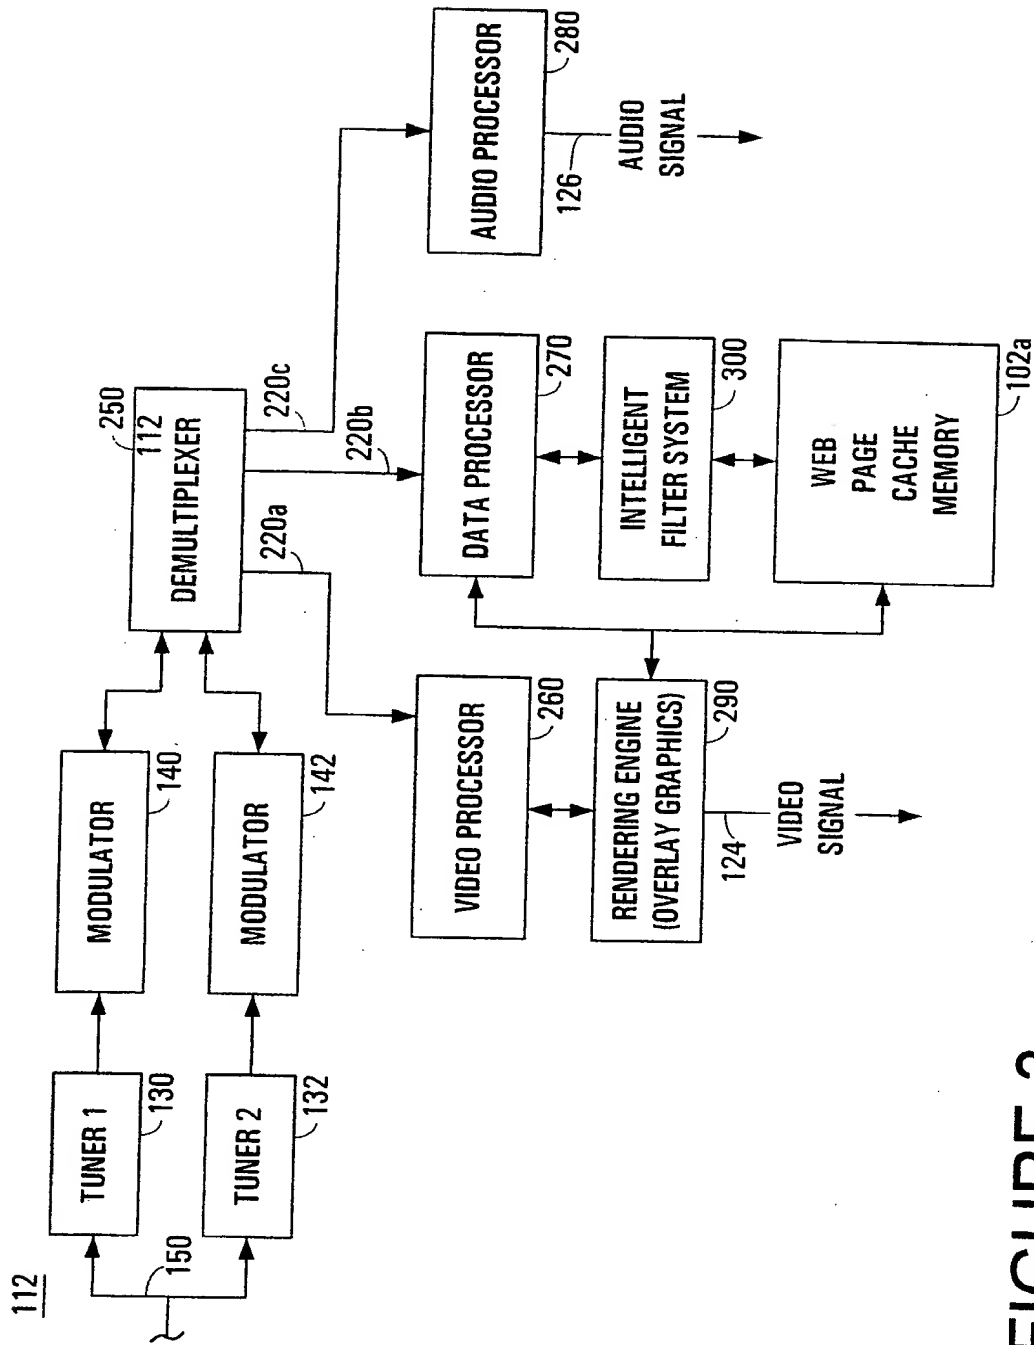 112
150
TUNER 1
130
TUNER 2
132
MODULATOR
140
MODULATOR
142
250
112
DEMULTIPLEXER
220a
220b
220c
VIDEO PROCESSOR
260
DATA PROCESSOR
270
AUDIO PROCESSOR
280
RENDERING ENGINE
(OVERLAY GRAPHICS)
290
INTELLIGENT
FILTER SYSTEM
300
126
AUDIO
SIGNAL
124
VIDEO
SIGNAL
WEB
PAGE
CACHE
MEMORY
102a
FIGURE